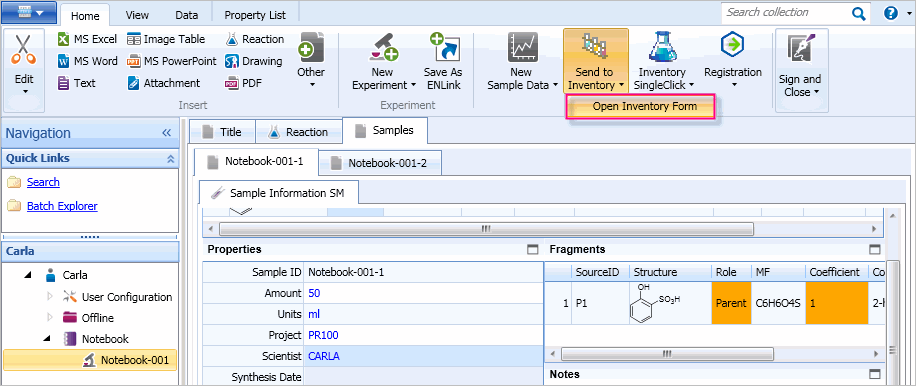 Home View Data Property List Search collection ?
Edit
MS Excel Image Table Reaction
MS Word MS PowerPoint Drawing
Text Attachment PDF
Other
New Experiment
Save As ENLink
New Sample Data
Send to Inventory
Inventory SingleClick
Registration
Sign and Close
Insert Experiment
Open Inventory Form
Navigation
Quick Links
Search
Batch Explorer
Carla
Carla
User Configuration
Offline
Notebook
Notebook-001
Title Reaction Samples
Notebook-001-1 Notebook-001-2
Sample Information SM
Properties
Sample ID Notebook-001-1
Amount 50
Units ml
Project PR100
Scientist CARLA
Synthesis Date
Fragments
SourceID Structure Role MF Coefficient Co
1 P1 OH SO₃H Parent C6H6O4S 1 2-h
Notes